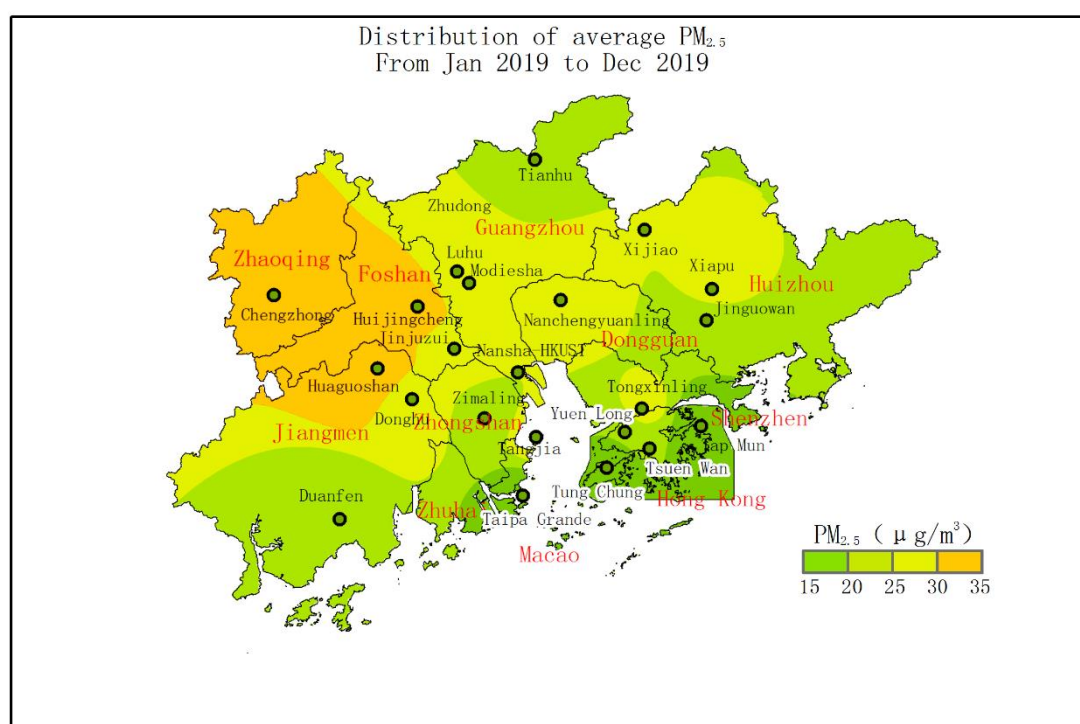 Distribution of average PM₂.₅
From Jan 2019 to Dec 2019
Tianhu
Zhudong
Guangzhou
Xijiao
Luhu
Zhaoqing
Foshan
Modiesha
Xiapu
Huizhou
Chengzhong
Huijingcheng
Nanchengyuanling
Jinguowan
Jinjuzui
Dongguan
Nansha-HKUST
Huaguoshan
Tongxinling
Zimaling
Donghu
Zhongshan
Yuen Long
Shenzhen
Jiangmen
Tangjia
Tap Mun
Tsuen Wan
Duanfen
Tung Chung
Hong Kong
Zhuhai
Taipa Grande
Macao
PM₂.₅ (μg/m³)
15 20 25 30 35